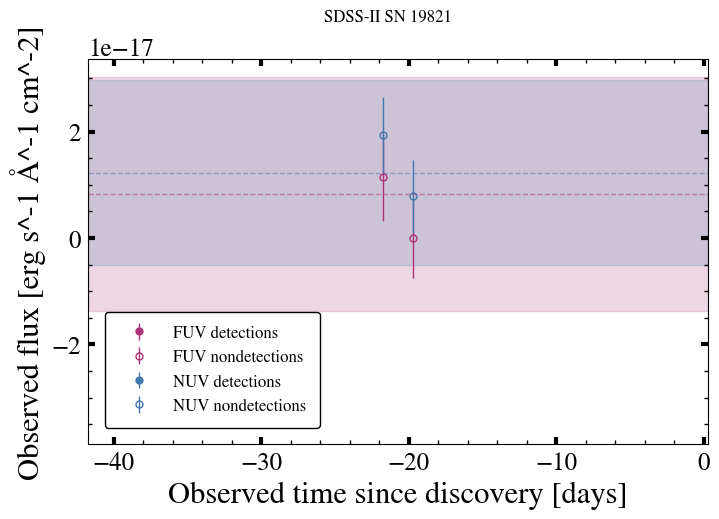 SDSS-II SN 19821
1e−17
Observed flux [erg s^-1 Å^-1 cm^-2]
2
0
−2
FUV detections
FUV nondetections
NUV detections
NUV nondetections
−40 −30 −20 −10 0
Observed time since discovery [days]